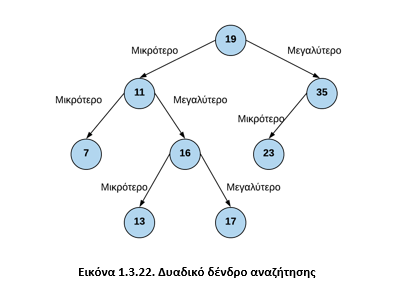 19
Μικρότερο
Μεγαλύτερο
11
35
Μικρότερο
Μεγαλύτερο
Μικρότερο
7
16
23
Μικρότερο
Μεγαλύτερο
13
17
Εικόνα 1.3.22. Δυαδικό δένδρο αναζήτησης